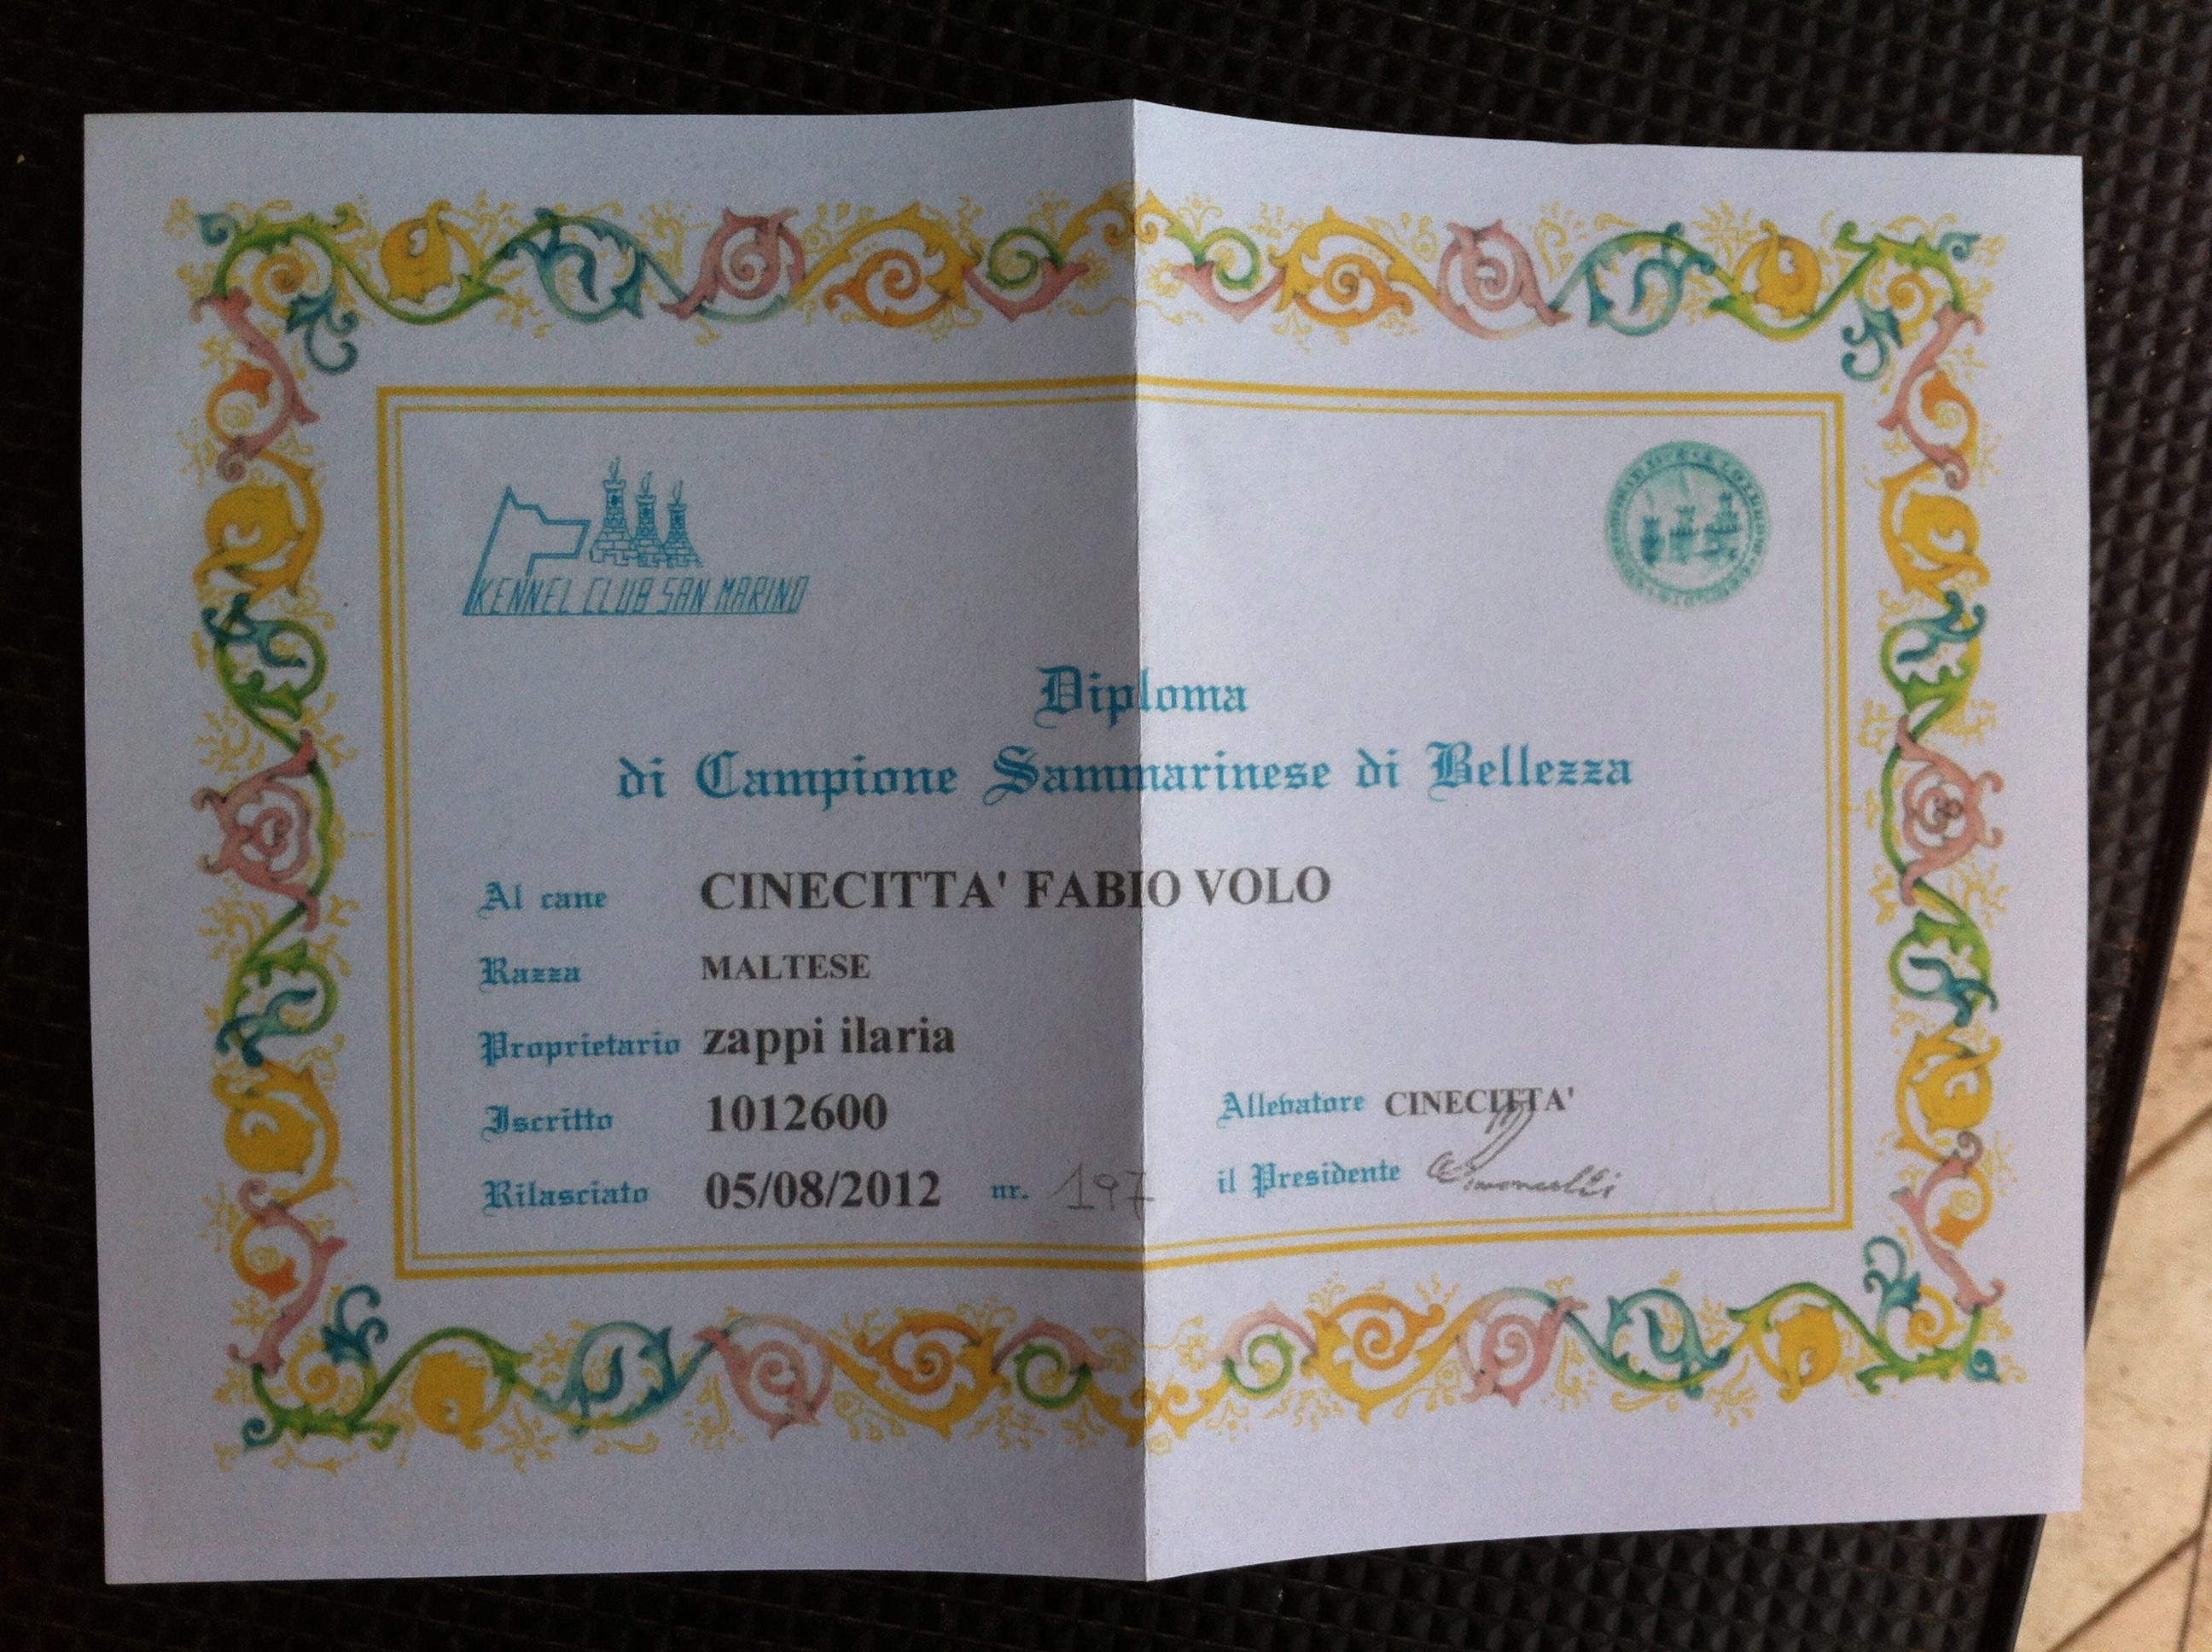 KENNEL CLUB SAN MARINO
Diploma
di Campione Sammarinese di Bellezza
Al cane CINECITTA' FABIO VOLO
Razza MALTESE
Proprietario zappi ilaria
Iscritto 1012600
Allevatore CINECITTA'
Rilasciato 05/08/2012 nr. 197
il Presidente